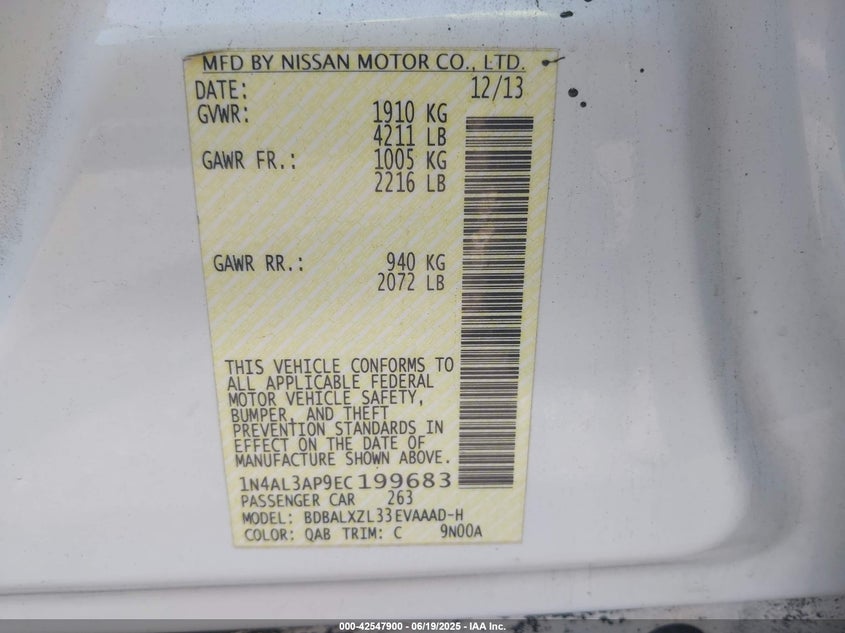 MFD BY NISSAN MOTOR CO., LTD.
DATE: 12/13
GVWR: 1910 KG
4211 LB
GAWR FR.: 1005 KG
2216 LB
GAWR RR.: 940 KG
2072 LB
THIS VEHICLE CONFORMS TO
ALL APPLICABLE FEDERAL
MOTOR VEHICLE SAFETY,
BUMPER, AND THEFT
PREVENTION STANDARDS IN
EFFECT ON THE DATE OF
MANUFACTURE SHOWN ABOVE.
1N4AL3AP9EC199683
PASSENGER CAR 263
MODEL: BDBALXZL33EVAAAD-H
COLOR: QAB TRIM: C 9N00A
000-42547900 - 06/19/2025 - IAA Inc.